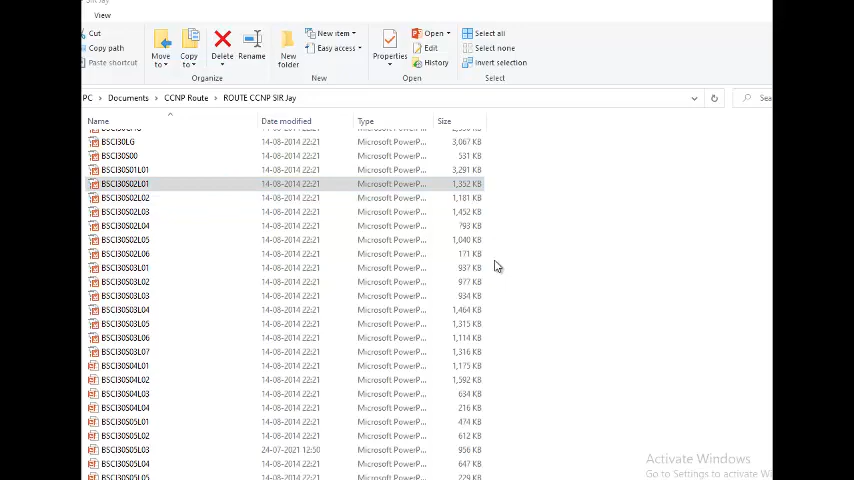 View
Cut
Copy path
Paste shortcut
Move to
Copy to
Delete
Rename
New folder
New item
Easy access
Properties
Open
Edit
History
Select all
Select none
Invert selection
Organize
New
Open
Select
PC > Documents > CCNP Route > ROUTE CCNP SIR Jay
Name Date modified Type Size
BSCI30LG 14-08-2014 22:21 Microsoft PowerP... 3,067 KB
BSCI30S00 14-08-2014 22:21 Microsoft PowerP... 531 KB
BSCI30S01L01 14-08-2014 22:21 Microsoft PowerP... 3,291 KB
BSCI30S02L01 14-08-2014 22:21 Microsoft PowerP... 1,352 KB
BSCI30S02L02 14-08-2014 22:21 Microsoft PowerP... 1,181 KB
BSCI30S02L03 14-08-2014 22:21 Microsoft PowerP... 1,452 KB
BSCI30S02L04 14-08-2014 22:21 Microsoft PowerP... 793 KB
BSCI30S02L05 14-08-2014 22:21 Microsoft PowerP... 1,040 KB
BSCI30S02L06 14-08-2014 22:21 Microsoft PowerP... 171 KB
BSCI30S03L01 14-08-2014 22:21 Microsoft PowerP... 937 KB
BSCI30S03L02 14-08-2014 22:21 Microsoft PowerP... 977 KB
BSCI30S03L03 14-08-2014 22:21 Microsoft PowerP... 934 KB
BSCI30S03L04 14-08-2014 22:21 Microsoft PowerP... 1,464 KB
BSCI30S03L05 14-08-2014 22:21 Microsoft PowerP... 1,315 KB
BSCI30S03L06 14-08-2014 22:21 Microsoft PowerP... 1,114 KB
BSCI30S03L07 14-08-2014 22:21 Microsoft PowerP... 1,316 KB
BSCI30S04L01 14-08-2014 22:21 Microsoft PowerP... 1,175 KB
BSCI30S04L02 14-08-2014 22:21 Microsoft PowerP... 1,592 KB
BSCI30S04L03 14-08-2014 22:21 Microsoft PowerP... 634 KB
BSCI30S04L04 14-08-2014 22:21 Microsoft PowerP... 216 KB
BSCI30S05L01 14-08-2014 22:21 Microsoft PowerP... 474 KB
BSCI30S05L02 14-08-2014 22:21 Microsoft PowerP... 612 KB
BSCI30S05L03 24-07-2021 12:50 Microsoft PowerP... 956 KB
BSCI30S05L04 14-08-2014 22:21 Microsoft PowerP... 647 KB
BSCI30S05L05 14-08-2014 22:21 Microsoft PowerP... 229 KB
Activate Windows
Go to Settings to activate